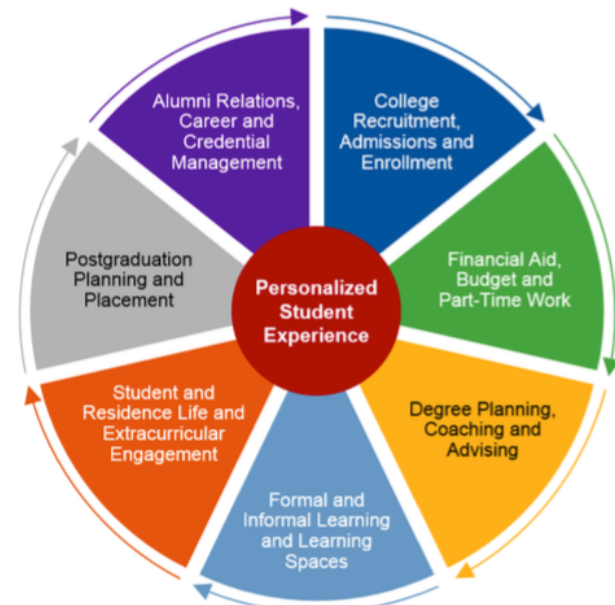 Alumni Relations,
Career and
Credential
Management
College
Recruitment,
Admissions and
Enrollment
Postgraduation
Planning and
Placement
Personalized
Student
Experience
Financial Aid,
Budget and
Part-Time Work
Student and
Residence Life and
Extracurricular
Engagement
Degree Planning,
Coaching and
Advising
Formal and
Informal Learning
and Learning
Spaces